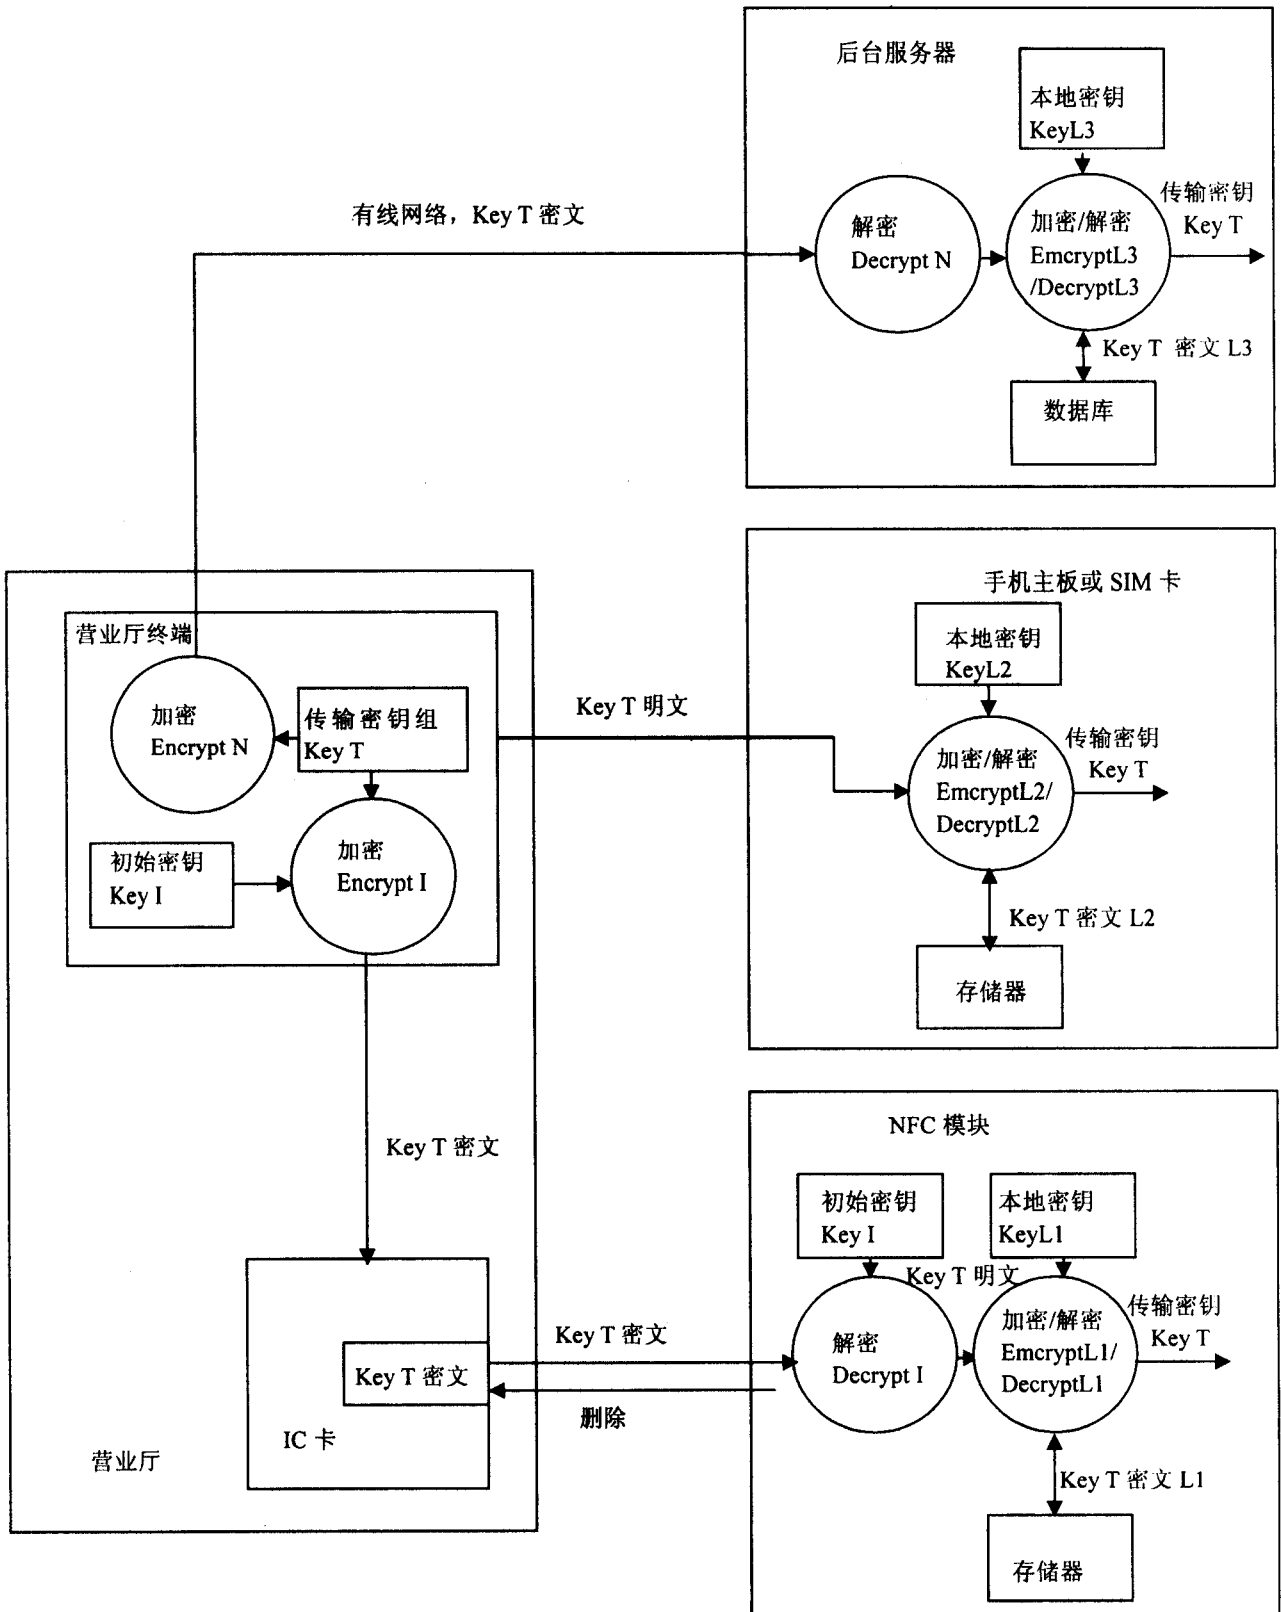 后台服务器
本地密钥
KeyL3
有线网络，Key T 密文
解密
Decrypt N
加密/解密
EmcryptL3
/DecryptL3
传输密钥
Key T
Key T 密文 L3
数据库
手机主板或 SIM 卡
本地密钥
KeyL2
营业厅终端
加密
Encrypt N
传输密钥组
Key T
Key T 明文
加密/解密
EmcryptL2/
DecryptL2
传输密钥
Key T
初始密钥
Key I
加密
Encrypt I
Key T 密文 L2
存储器
Key T 密文
NFC 模块
初始密钥
Key I
本地密钥
KeyL1
Key T 明文
解密
Decrypt I
加密/解密
EmcryptL1/
DecryptL1
传输密钥
Key T
Key T 密文
Key T 密文
删除
IC 卡
营业厅
Key T 密文 L1
存储器